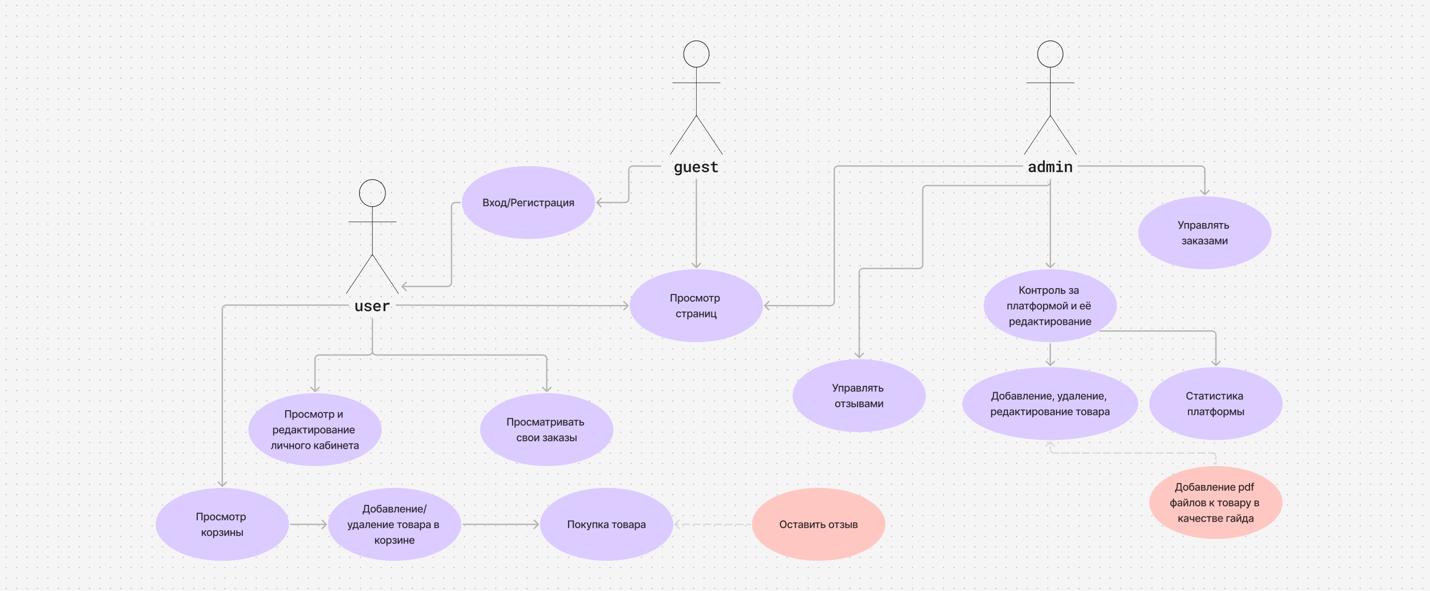 guest
admin
Вход/Регистрация
user
Управлять
заказами
Просмотр
страниц
Контроль за
платформой и её
редактирование
Управлять
отзывами
Добавление, удаление,
редактирование товара
Статистика
платформы
Просмотр и
редактирование
личного кабинета
Просматривать
свои заказы
Просмотр
корзины
Добавление/
удаление товара в
корзине
Покупка товара
Оставить отзыв
Добавление pdf
файлов к товару в
качестве гайда